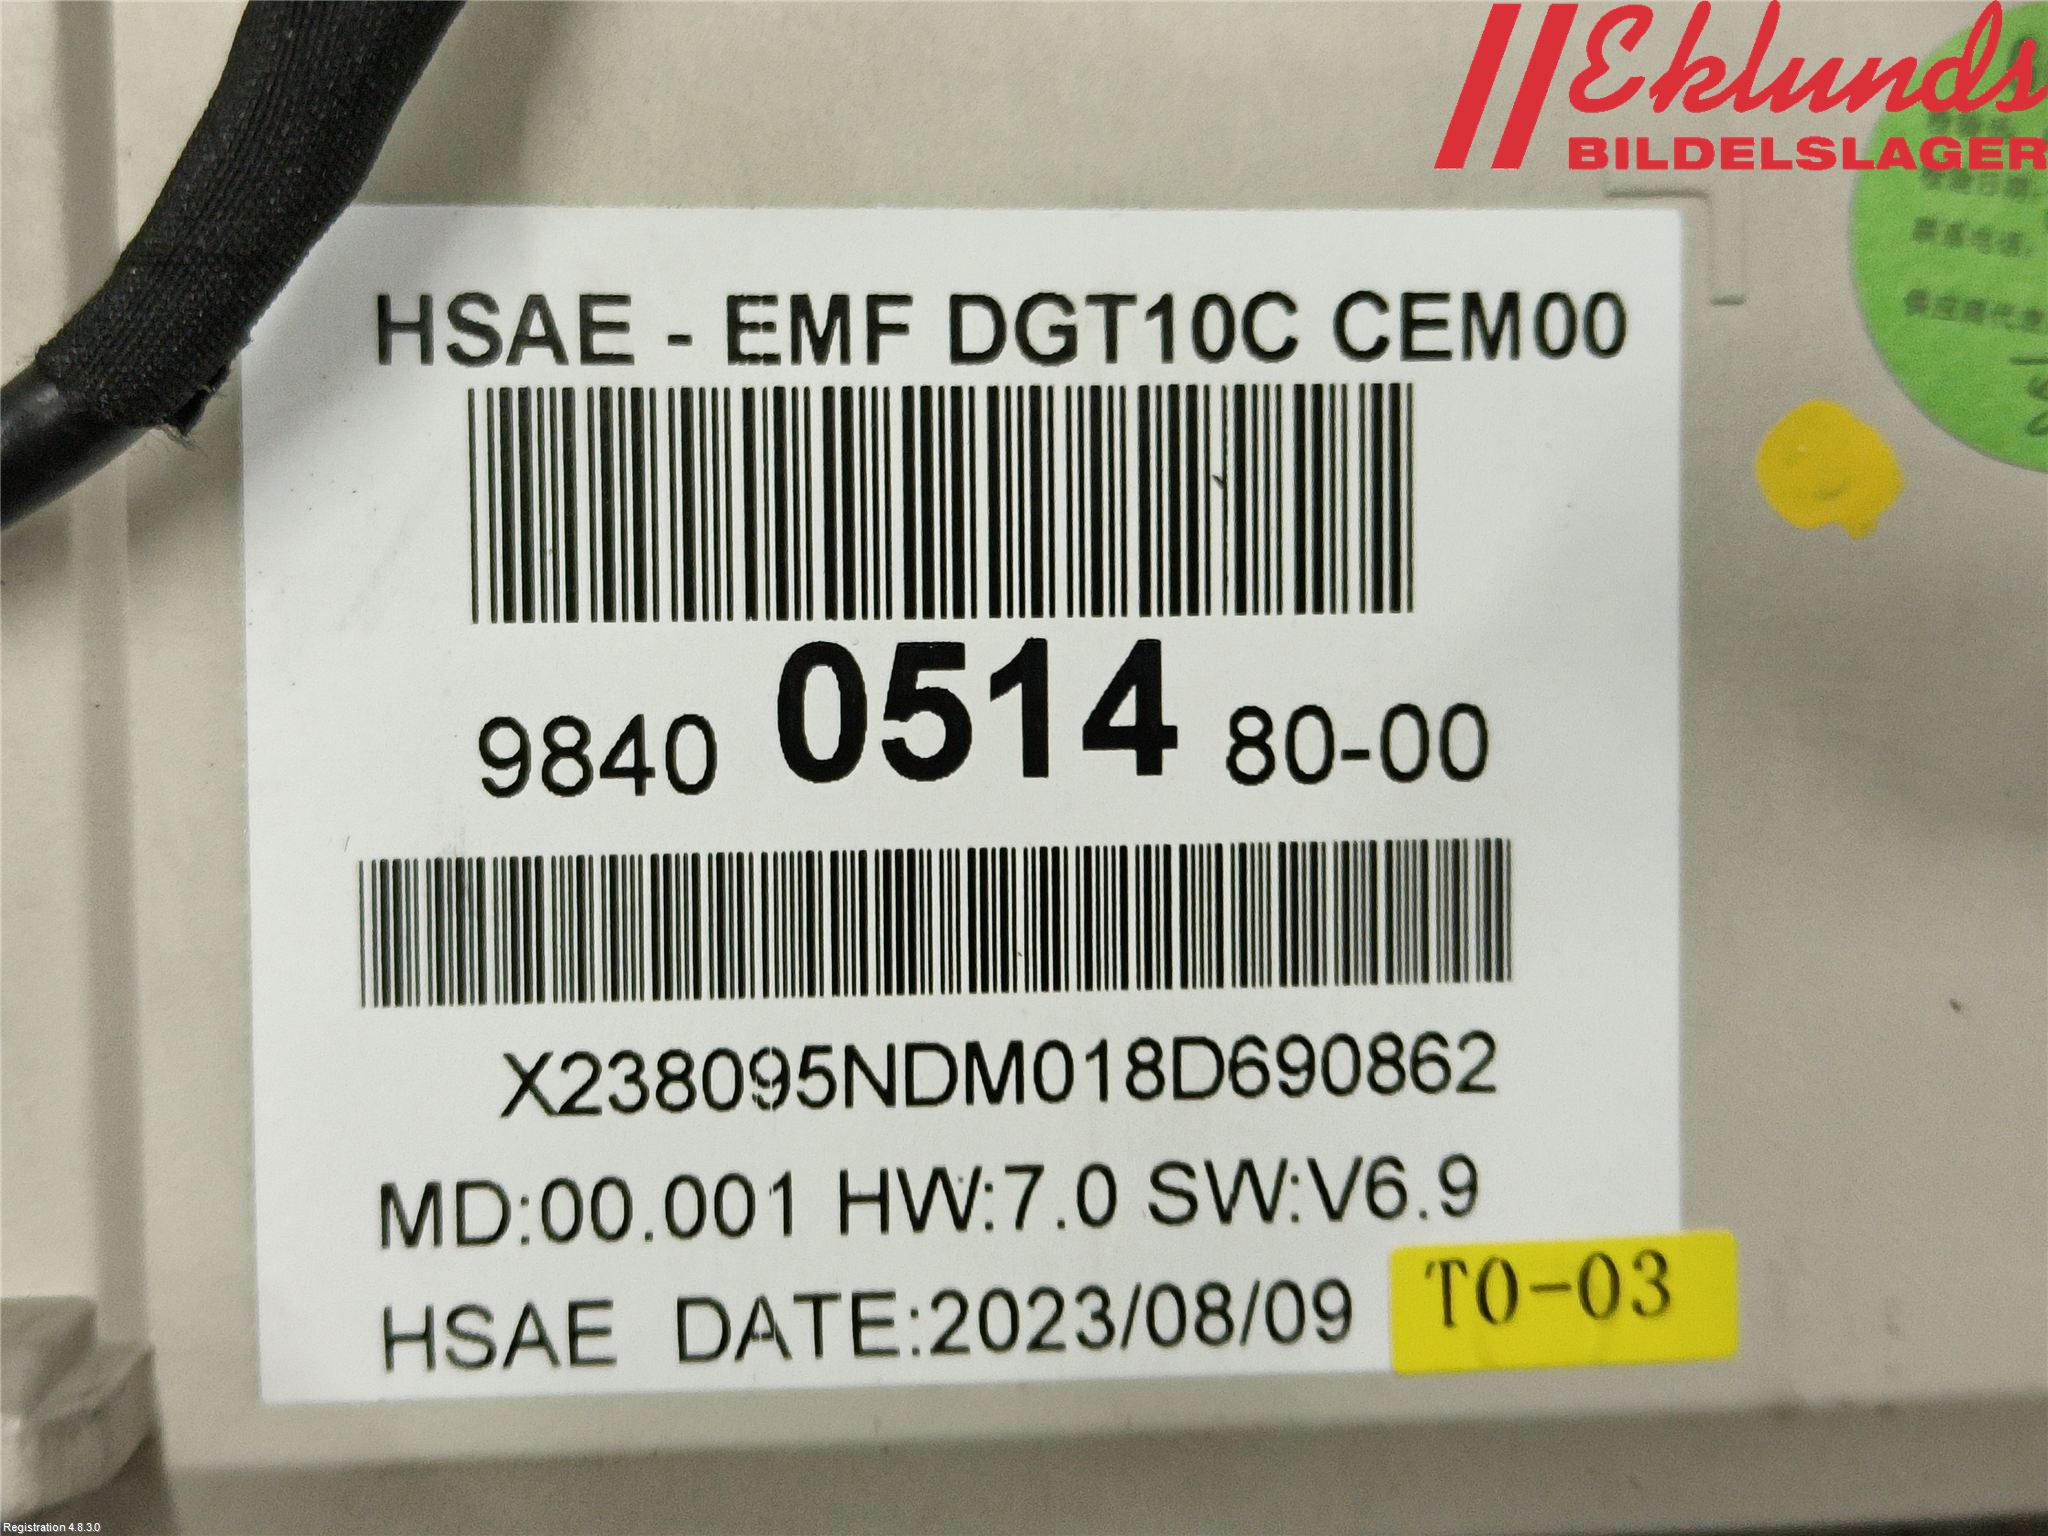 Eklunds
BILDELSLAGER
HSAE - EMF DGT10C CEM00
9840 0514 80-00
X238095NDM018D690862
MD:00.001 HW:7.0 SW:V6.9
HSAE DATE:2023/08/09
TO-03
Registration 4.8.3.0